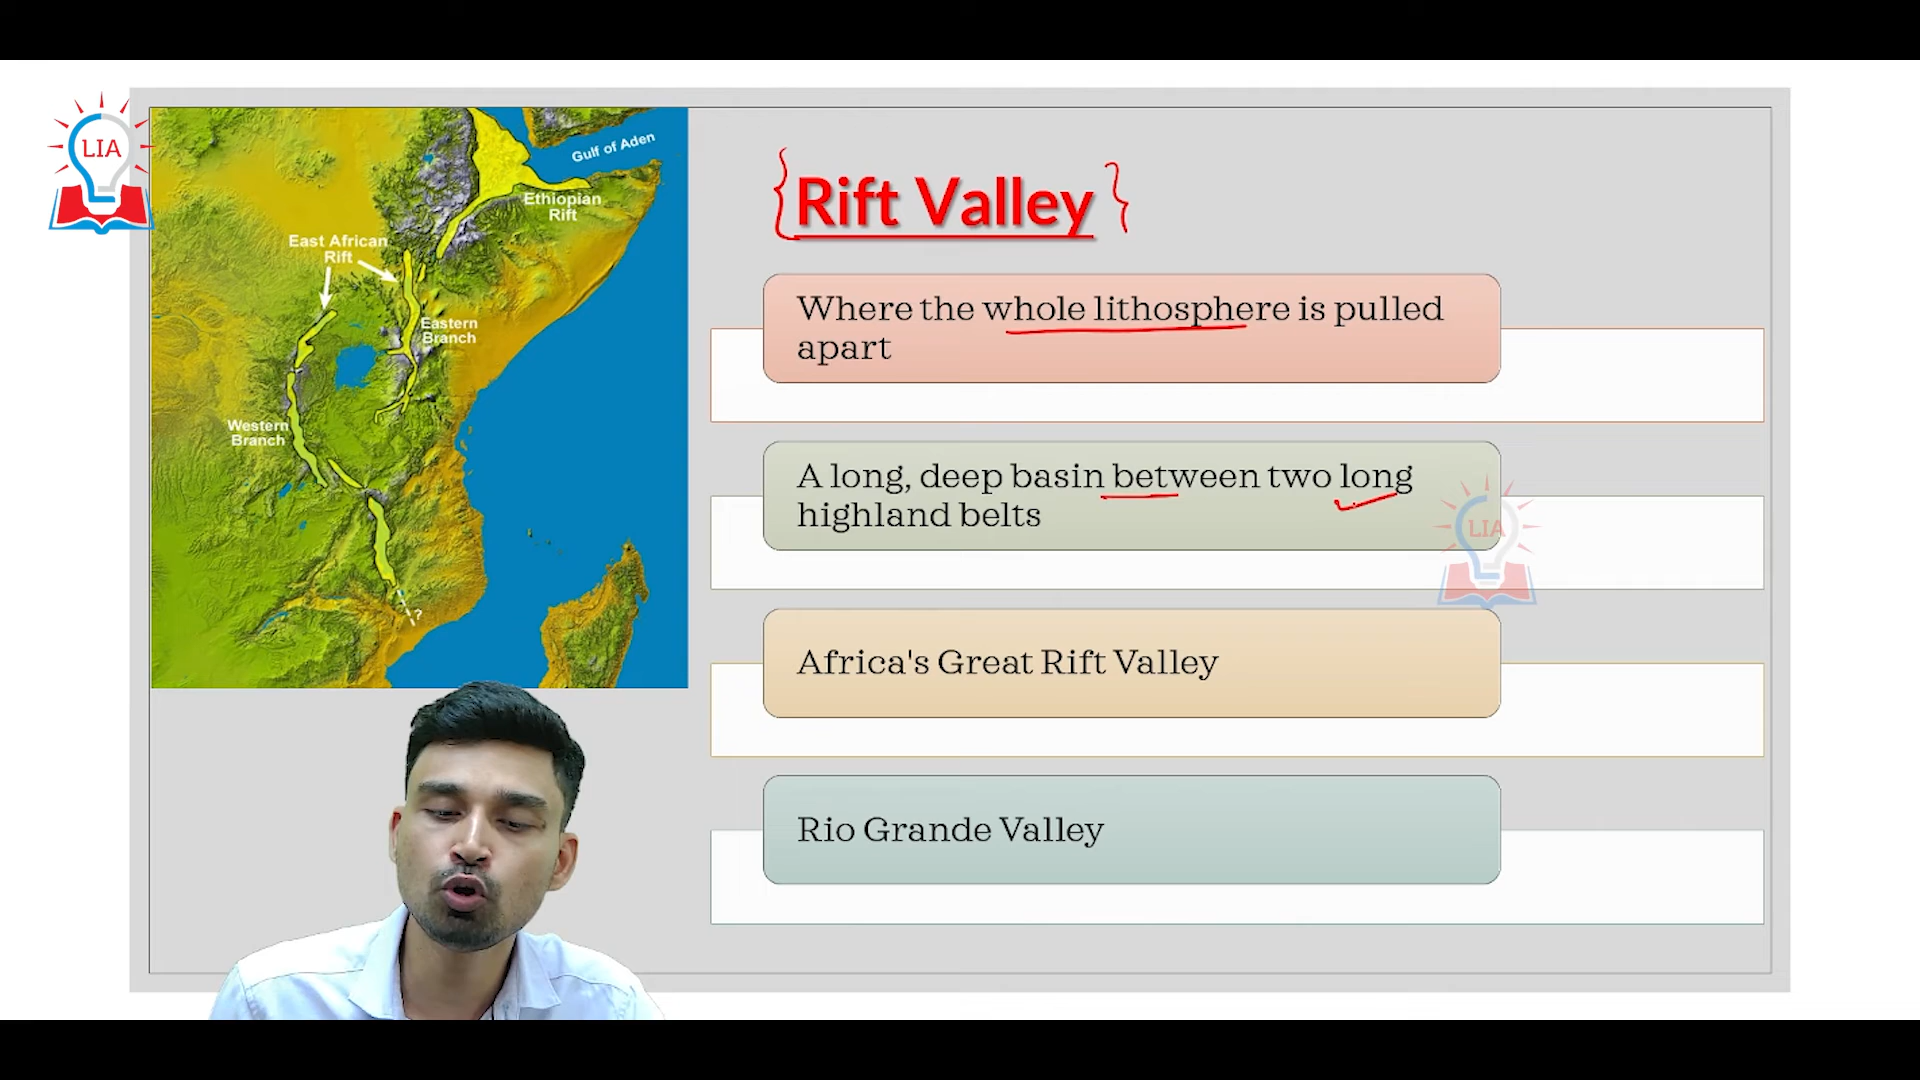 LIA
Gulf of Aden
Ethiopian
Rift
East African
Rift
Eastern
Branch
Western
Branch
?
Rift Valley
Where the whole lithosphere is pulled
apart
A long, deep basin between two long
highland belts
LIA
Africa's Great Rift Valley
Rio Grande Valley